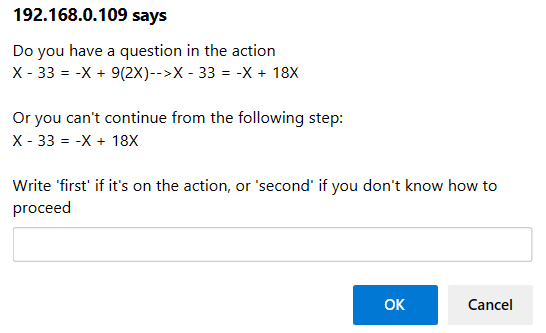 192.168.0.109 says
Do you have a question in the action
X - 33 = -X + 9(2X)-->X - 33 = -X + 18X
Or you can't continue from the following step:
X - 33 = -X + 18X
Write 'first' if it's on the action, or 'second' if you don't know how to
proceed
OK
Cancel